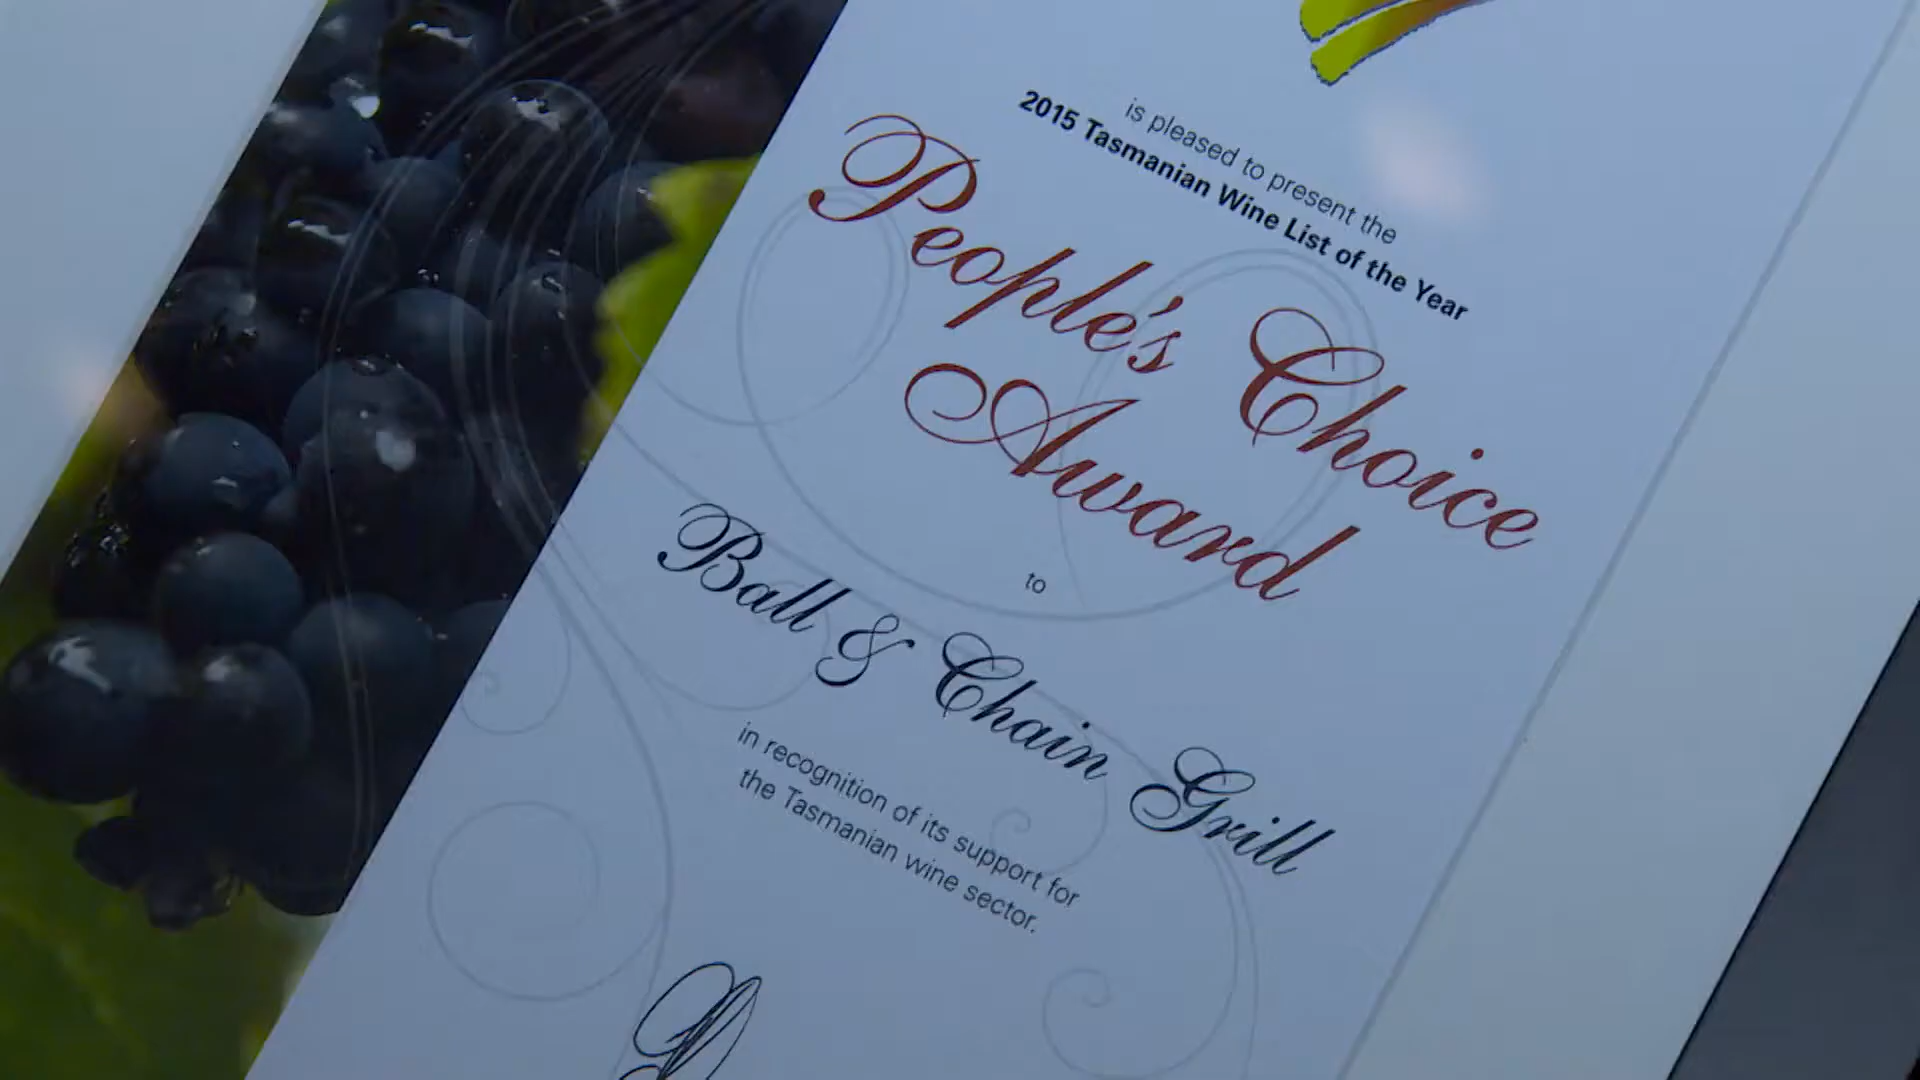 is pleased to present the
2015 Tasmanian Wine List of the Year
People's Choice
Award
to
Ball & Chain Grill
in recognition of its support for
the Tasmanian wine sector.